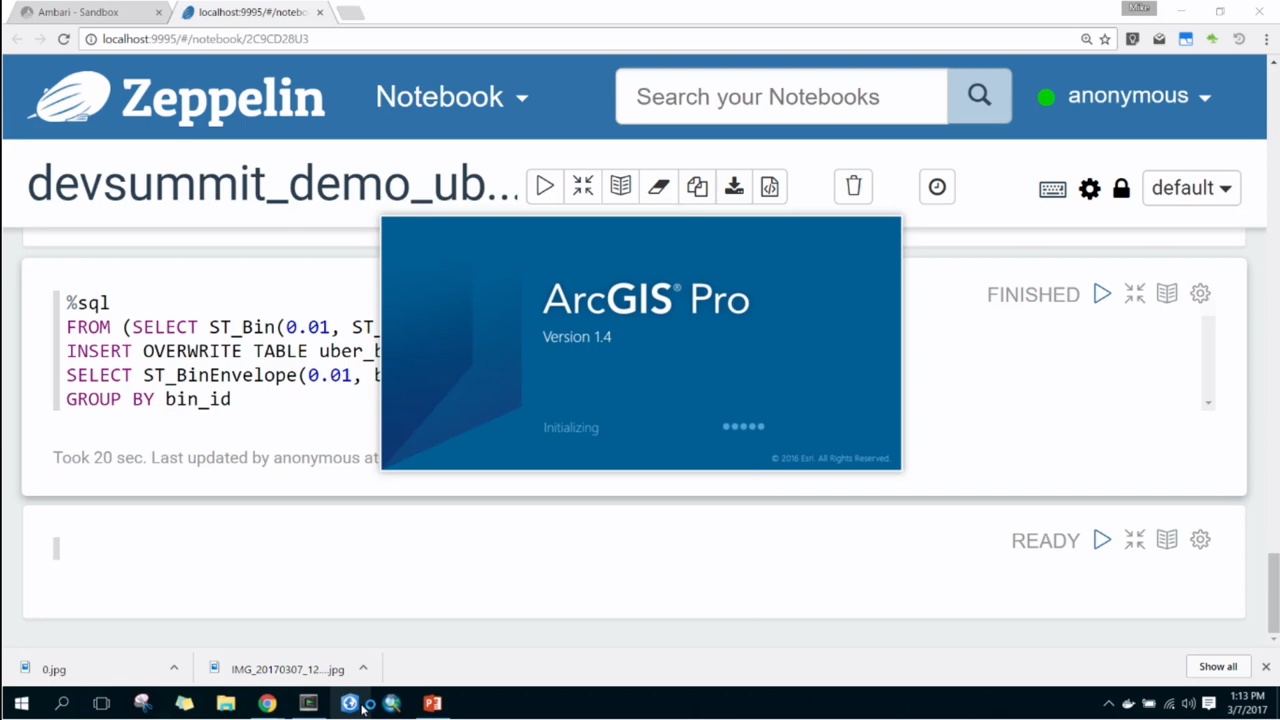 Ambari - Sandbox
localhost:9995/#/noteb
Mike
localhost:9995/#/notebook/2C9CD28U3
Zeppelin
Notebook
Search your Notebooks
anonymous
devsummit_demo_ub...
default
%sql
FROM (SELECT ST_Bin(0.01, ST_
INSERT OVERWRITE TABLE uber_b
SELECT ST_BinEnvelope(0.01, b
GROUP BY bin_id
FINISHED
Took 20 sec. Last updated by anonymous at
ArcGIS® Pro
Version 1.4
Initializing
© 2016 Esri. All Rights Reserved.
READY
0.jpg
IMG_20170307_12....jpg
Show all
1:13 PM
3/7/2017